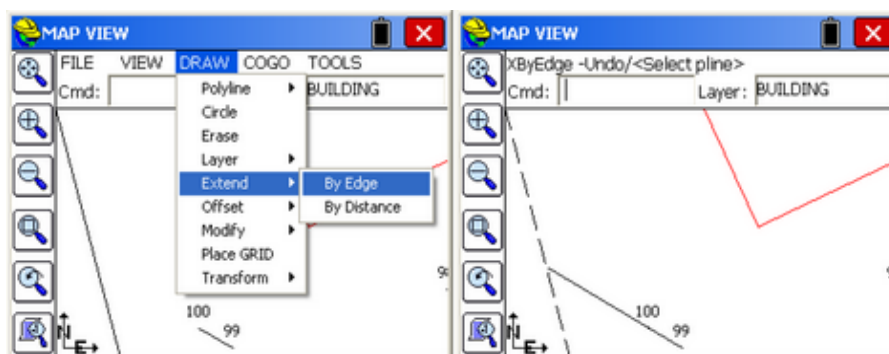 MAP VIEW
FILE VIEW DRAW COGO TOOLS
Cmd: BUILDING
Polyline
Circle
Erase
Layer
Extend
By Edge
Offset
By Distance
Modify
Place GRID
Transform
100
99
N
E
MAP VIEW
XByEdge -Undo/<Select pline>
Cmd: Layer: BUILDING
100
99
N
E